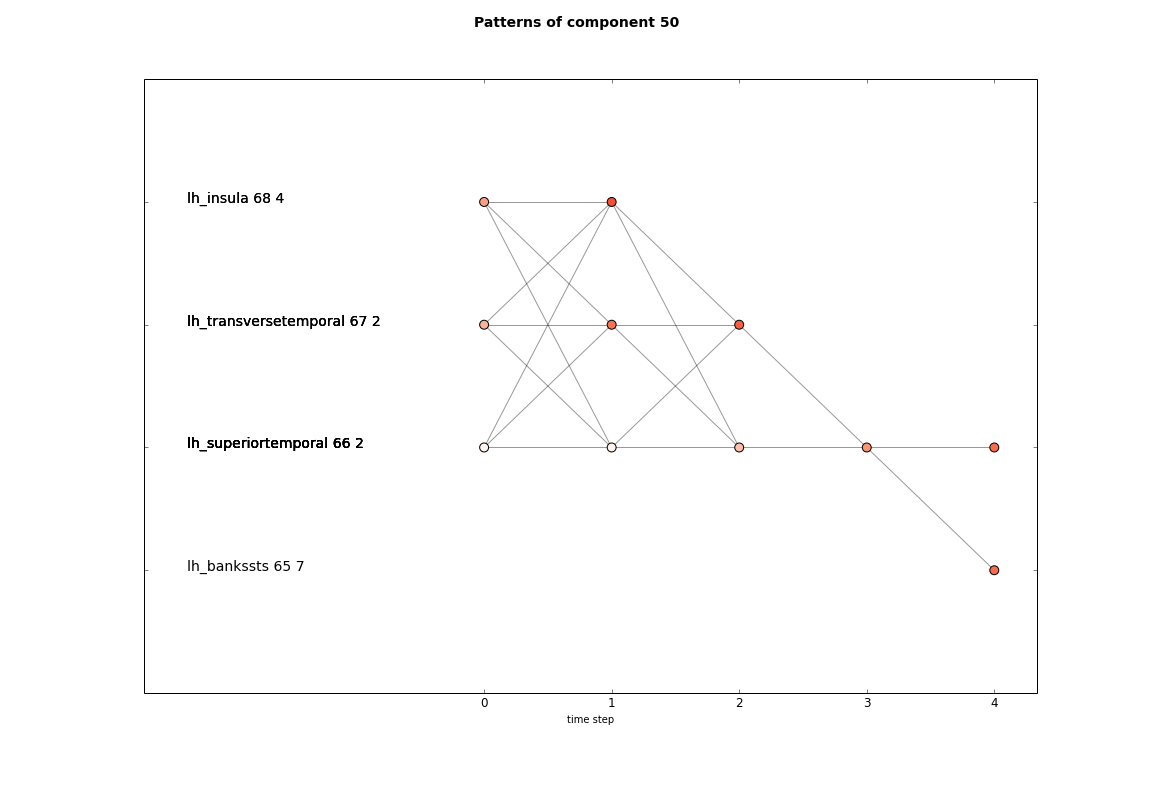 Patterns of component 50
lh_insula 68 4
lh_transversetemporal 67 2
lh_superiortemporal 66 2
lh_bankssts 65 7
0 1 2 3 4
time step